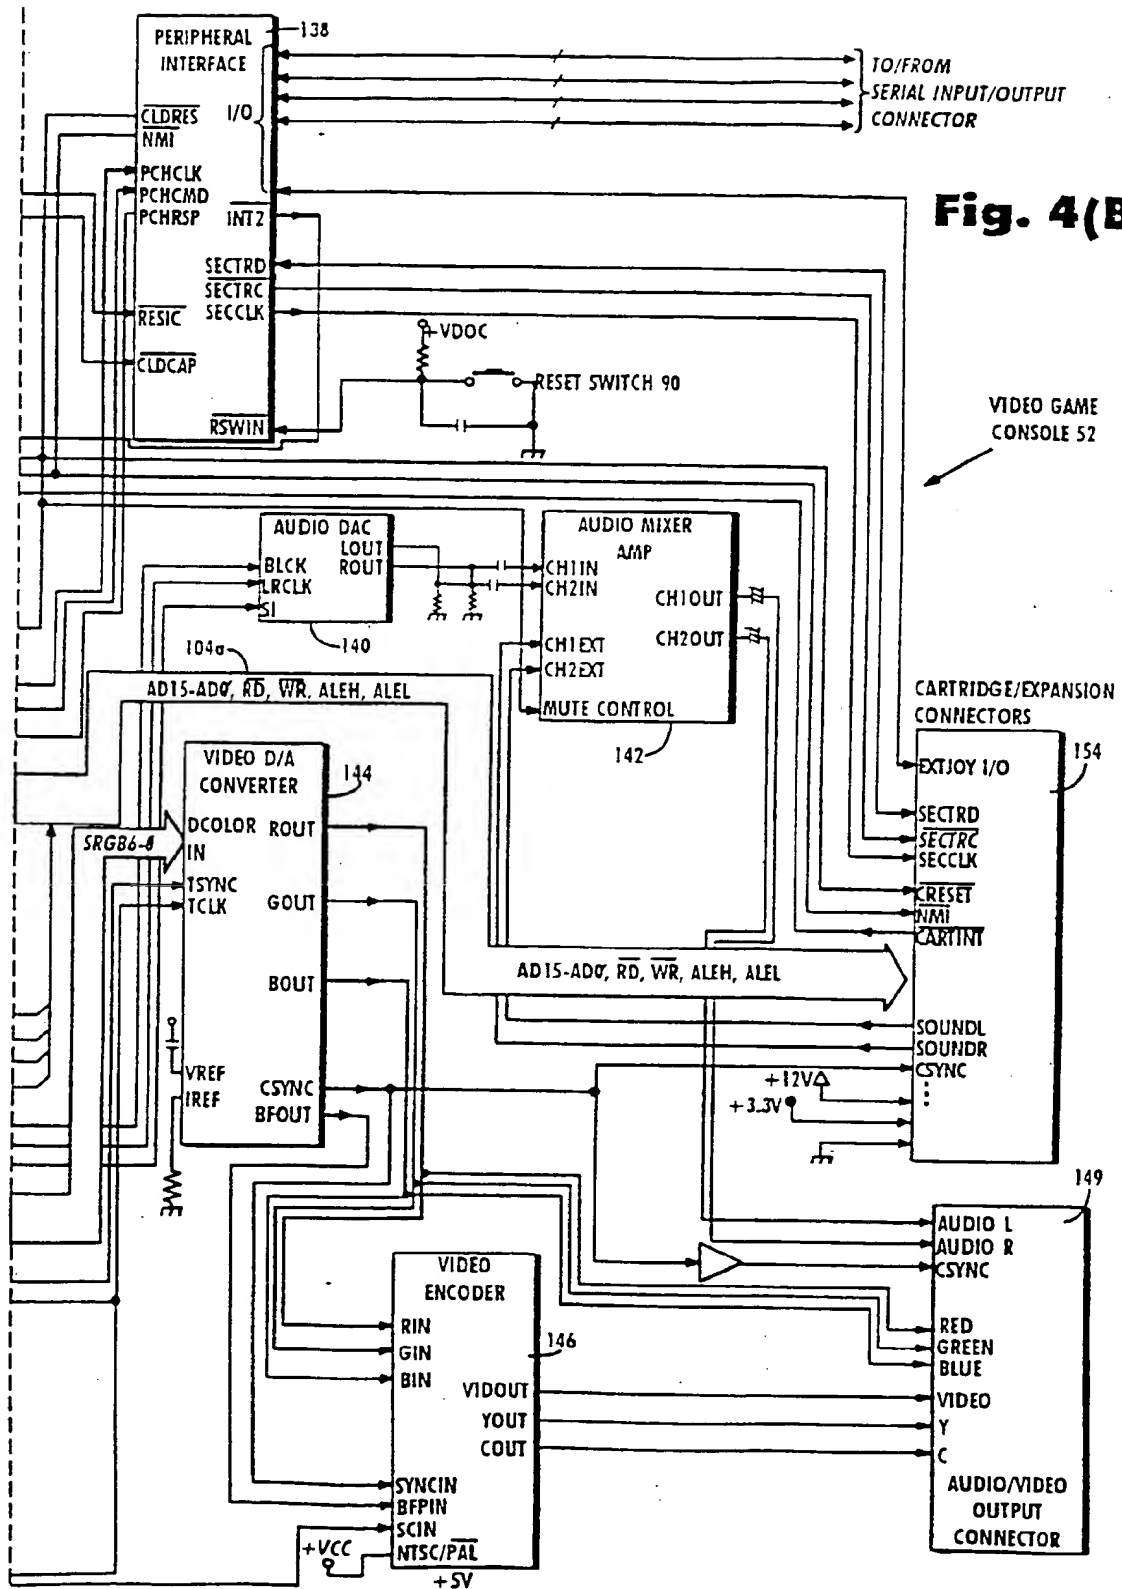 138
PERIPHERAL
INTERFACE
I/O
CLDRES
NMI
PCHCLK
PCHCMD
PCHRSP
INT2
SECTRD
SECTRC
SECCLK
RESIC
CLDCAP
RSWIN
TO/FROM
SERIAL INPUT/OUTPUT
CONNECTOR
Fig. 4(B
+VDOC
RESET SWITCH 90
VIDEO GAME
CONSOLE 52
AUDIO DAC
LOUT
ROUT
BLCK
LRCLK
SI
140
AUDIO MIXER
AMP
CH1IN
CH2IN
CH1OUT
CH2OUT
CH1EXT
CH2EXT
MUTE CONTROL
142
104a
AD15-AD0, RD, WR, ALEH, ALEL
VIDEO D/A
CONVERTER
144
DCOLOR
IN
SRGB6-0
ROUT
TSYNC
TCLK
GOUT
BOUT
VREF
IREF
CSYNC
BFOUT
CARTRIDGE/EXPANSION
CONNECTORS
154
EXTJOY I/O
SECTRD
SECTRC
SECCLK
CRESET
NMI
CARTINT
AD15-AD0, RD, WR, ALEH, ALEL
SOUNDL
SOUNDR
CSYNC
+12V
+3.3V
149
AUDIO L
AUDIO R
CSYNC
RED
GREEN
BLUE
VIDEO
Y
C
AUDIO/VIDEO
OUTPUT
CONNECTOR
VIDEO
ENCODER
146
RIN
GIN
BIN
VIDOUT
YOUT
COUT
SYNCIN
BFPIN
SCIN
NTSC/PAL
+VCC
+5V